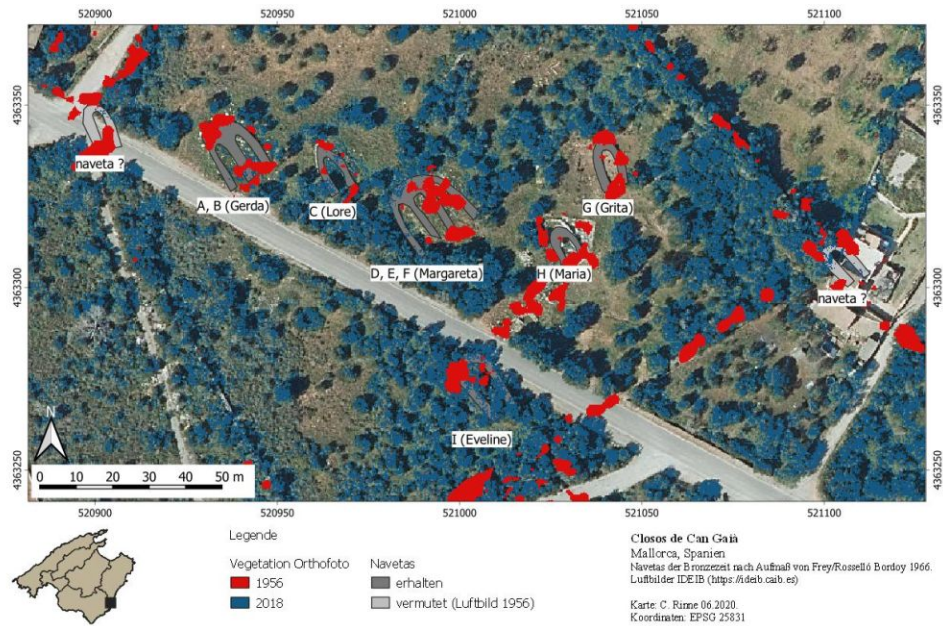 520900 520950 521000 521050 521100
4363350 4363350
naveta ?
A, B (Gerda)
C (Lore)
G (Grita)
D, E, F (Margareta)
H (Maria)
4363300 4363300
naveta ?
I (Eveline)
N
4363250 4363250
0 10 20 30 40 50 m
520900 520950 521000 521050 521100
Legende
Vegetation Orthofoto
1956
2018
Navetas
erhalten
vermutet (Luftbild 1956)
Closos de Can Gaià
Mallorca, Spanien
Navetas der Bronzezeit nach Aufmaß von Frey/Rosselló Bordoy 1966.
Luftbilder IDEIB (https://ideib.caib.es)
Karte: C. Rinne 06.2020.
Koordinaten: EPSG 25831